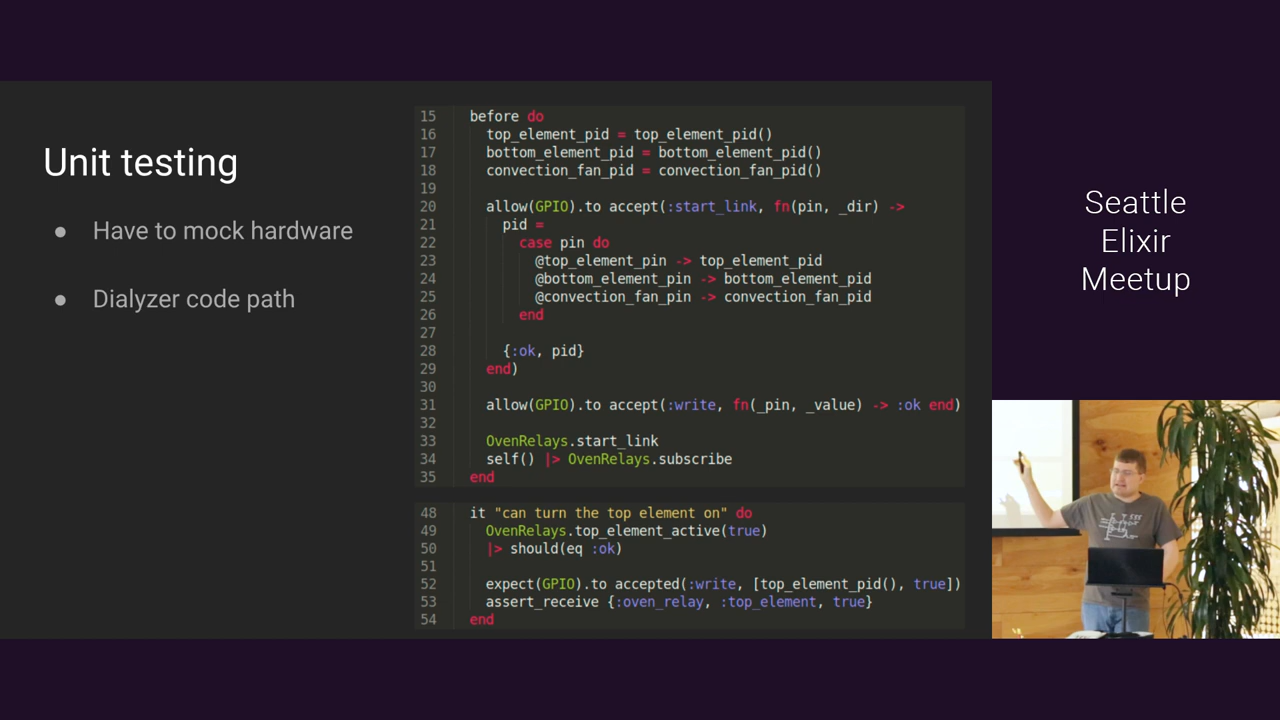 Unit testing
● Have to mock hardware
● Dialyzer code path
15 before do
16 top_element_pid = top_element_pid()
17 bottom_element_pid = bottom_element_pid()
18 convection_fan_pid = convection_fan_pid()
19
20 allow(GPIO).to accept(:start_link, fn(pin, _dir) ->
21 pid =
22 case pin do
23 @top_element_pin -> top_element_pid
24 @bottom_element_pin -> bottom_element_pid
25 @convection_fan_pin -> convection_fan_pid
26 end
27
28 {:ok, pid}
29 end)
30
31 allow(GPIO).to accept(:write, fn(_pin, _value) -> :ok end)
32
33 OvenRelays.start_link
34 self() |> OvenRelays.subscribe
35 end
48 it "can turn the top element on" do
49 OvenRelays.top_element_active(true)
50 |> should(eq :ok)
51
52 expect(GPIO).to accepted(:write, [top_element_pid(), true])
53 assert_receive {:oven_relay, :top_element, true}
54 end
Seattle
Elixir
Meetup